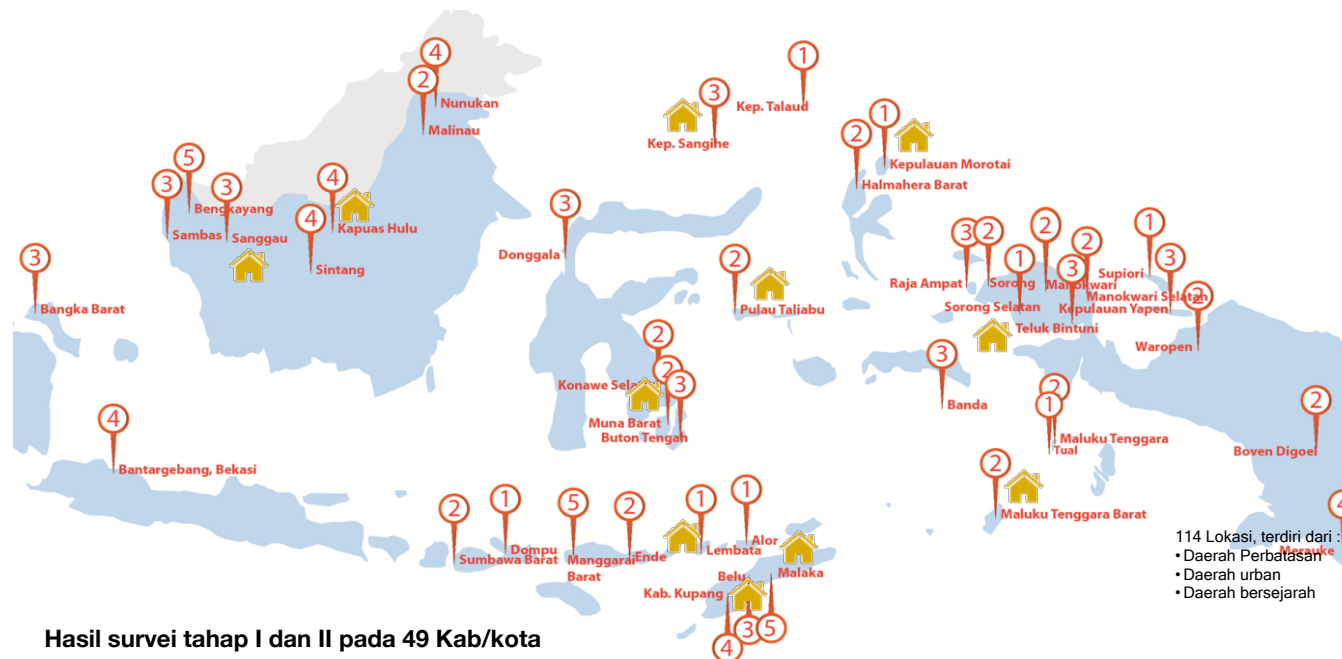 1
4
2
3
Nunukan
Kep. Talaud
Malinau
Kep. Sangihe
1
2
Kepulauan Morotai
Halmahera Barat
5
3
3
4
4
Bengkayang
Sambas
Sanggau
Kapuas Hulu
Sintang
3
Donggala
3
Bangka Barat
2
Pulau Taliabu
3
2
1
2
3
2
1
3
2
Raja Ampat
Sorong
Manokwari
Supiori
Sorong Selatan
Manokwari Selatan
Kepulauan Yapen
Teluk Bintuni
Waropen
2
2
3
Konawe Sela
Muna Barat
Buton Tengah
3
Banda
2
1
Maluku Tenggara
Tual
2
Boven Digoel
4
Bantargebang, Bekasi
2
Maluku Tenggara Barat
4
Merauke
2
1
5
2
1
1
Sumbawa Barat
Dompu
Manggarai
Barat
Ende
Lembata
Alor
Belu
Malaka
Kab. Kupang
4
3
5
114 Lokasi, terdiri dari :
• Daerah Perbatasan
• Daerah urban
• Daerah bersejarah
Hasil survei tahap I dan II pada 49 Kab/kota